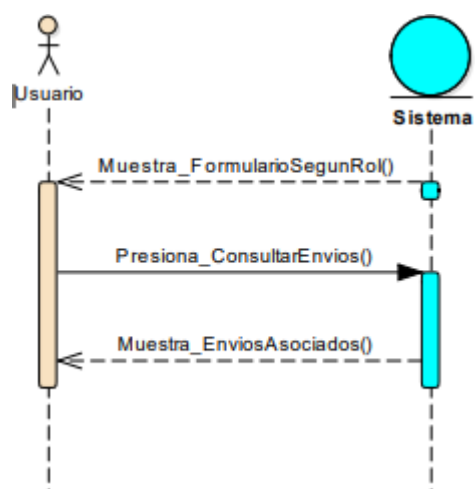 Usuario
Sistema
Muestra_FormularioSegunRol()
Presiona_ConsultarEnvios()
Muestra_EnviosAsociados()